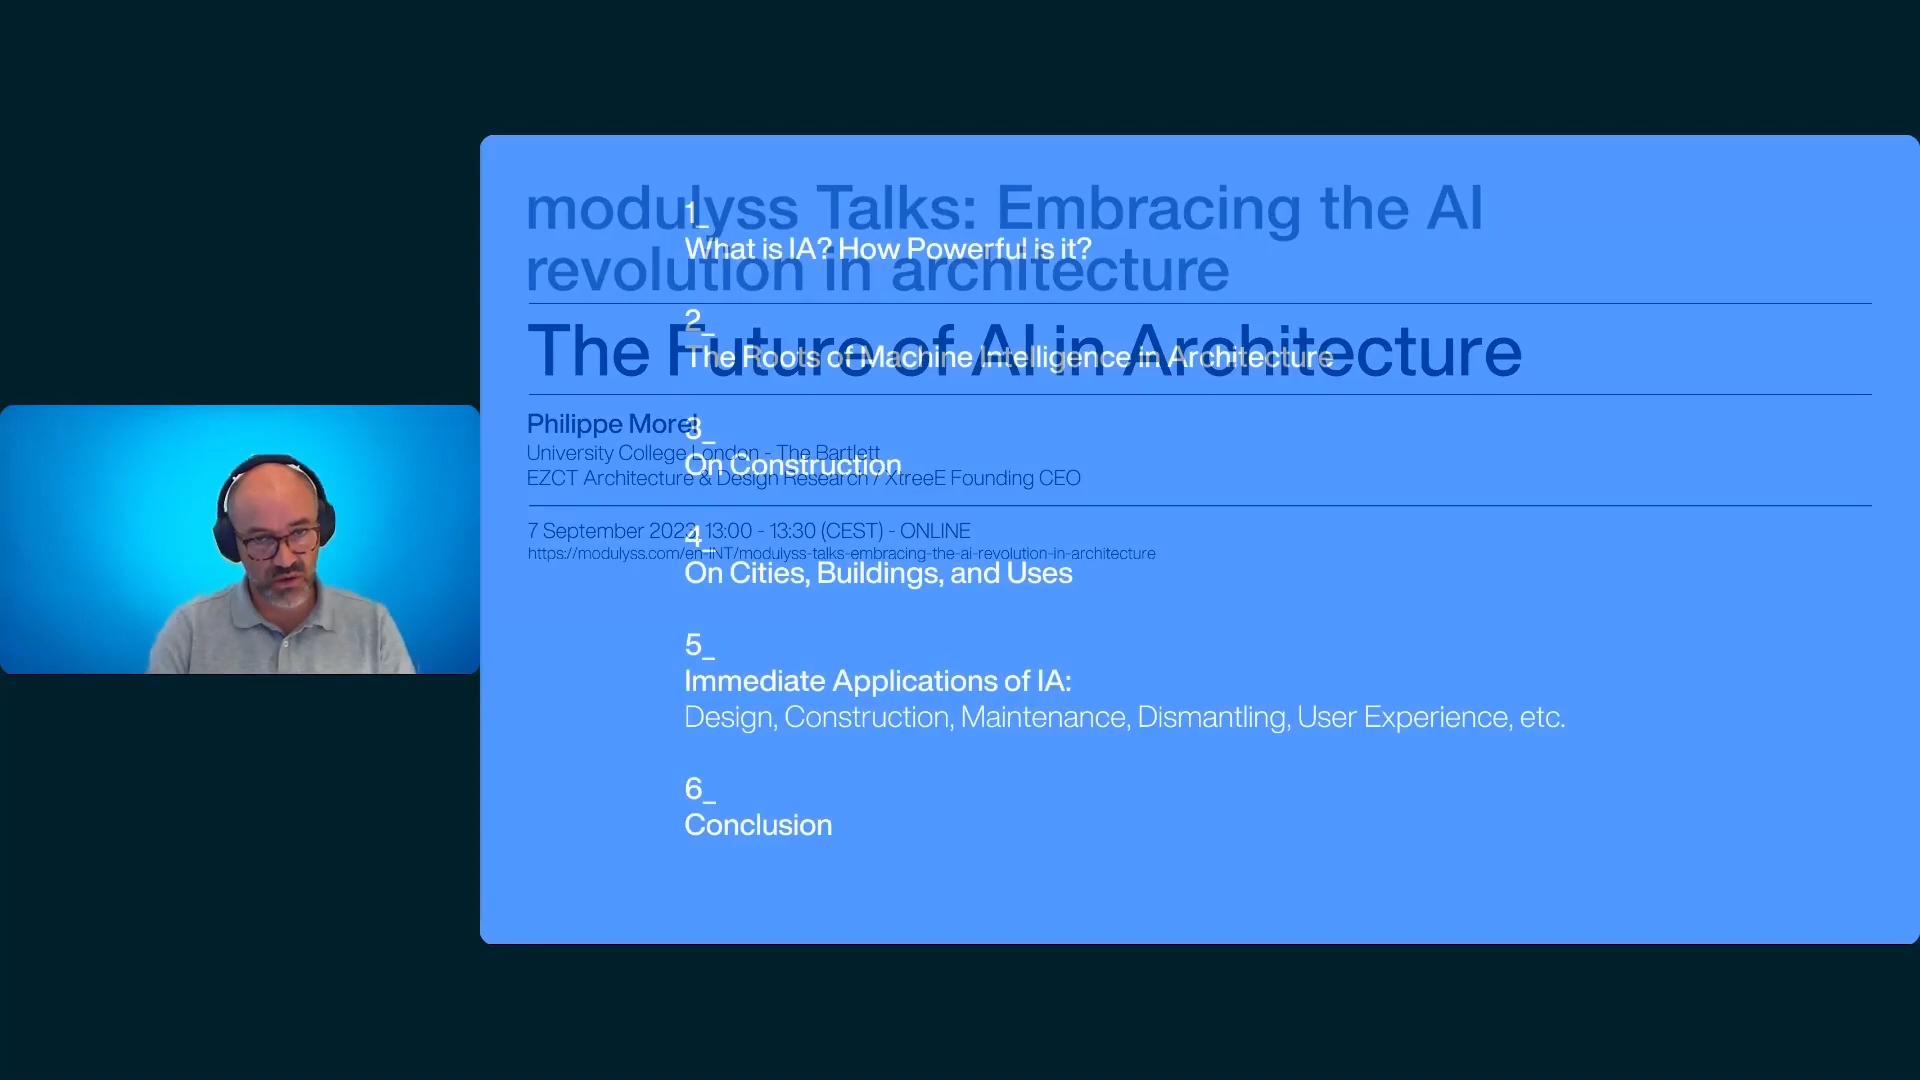 modulyss Talks: Embracing the AI
revolution in architecture
The Future of AI in Architecture
Philippe Morel
University College London - The Bartlett
EZCT Architecture & Design Research / XtreeE Founding CEO
7 September 2023, 13:00 - 13:30 (CEST) - ONLINE
https://modulyss.com/en-INT/modulyss-talks-embracing-the-ai-revolution-in-architecture
1_
What is IA? How Powerful is it?
2_
The Roots of Machine Intelligence in Architecture
3_
On Construction
4_
On Cities, Buildings, and Uses
5_
Immediate Applications of IA:
Design, Construction, Maintenance, Dismantling, User Experience, etc.
6_
Conclusion